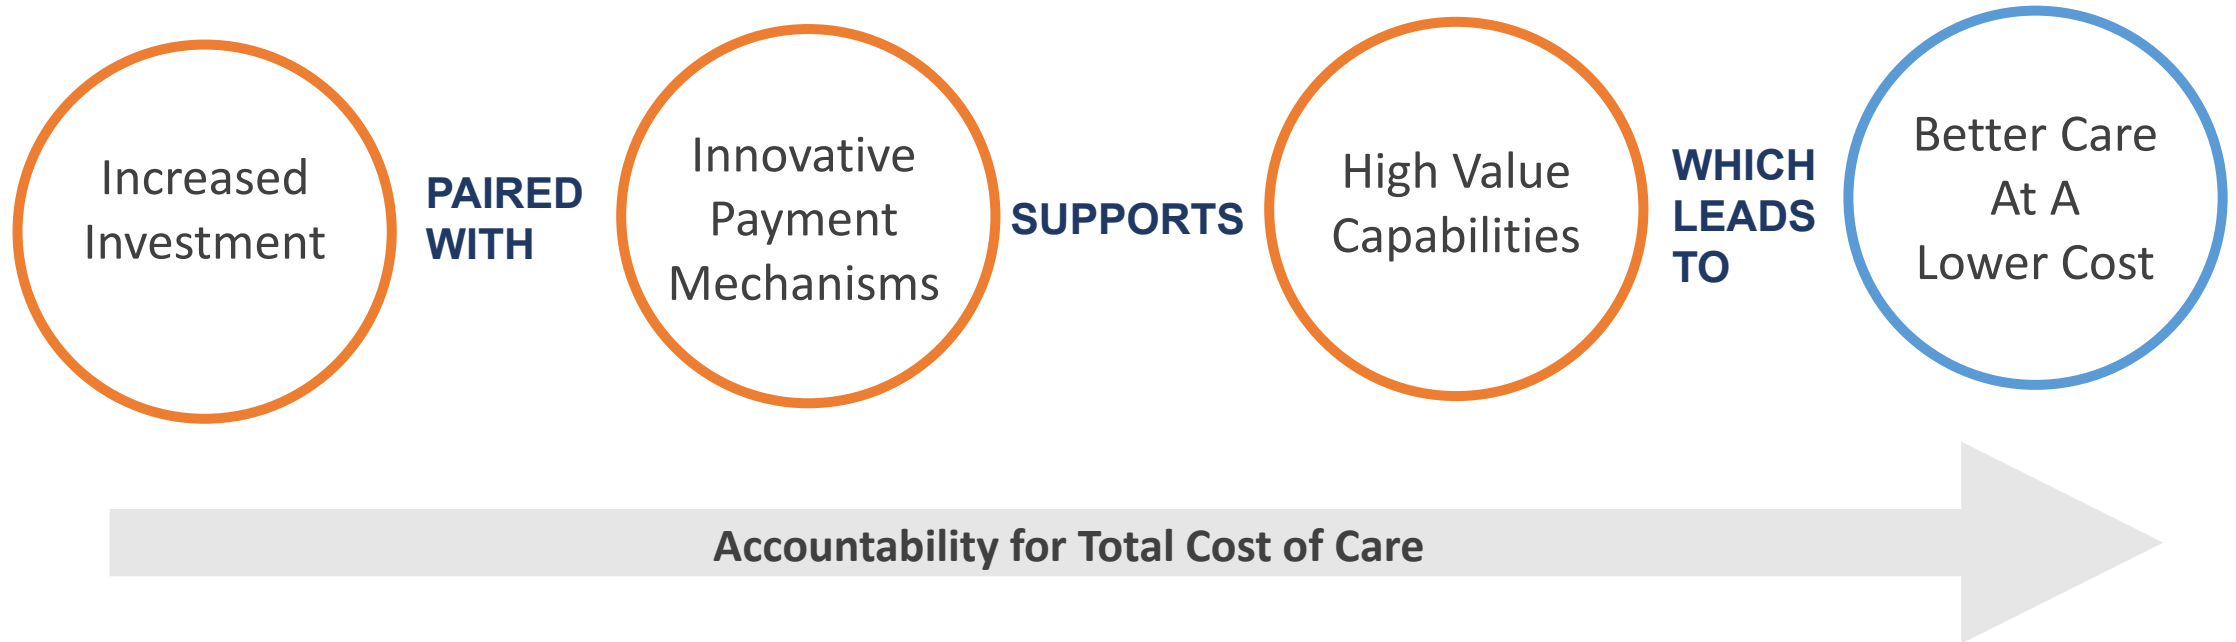 Increased
Investment
PAIRED
WITH
Innovative
Payment
Mechanisms
SUPPORTS
High Value
Capabilities
WHICH
LEADS
TO
Better Care
At A
Lower Cost
Accountability for Total Cost of Care